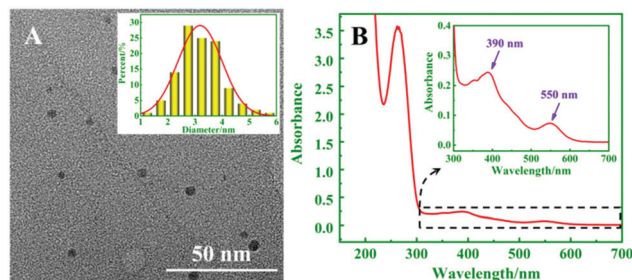 A
30
25
20
15
10
5
0
Percent/%
1 2 3 4 5 6
Diameter/nm
50 nm
B
3.5
3.0
2.5
2.0
1.5
1.0
0.5
0.0
Absorbance
200 300 400 500 600 700
Wavelength/nm
0.4
0.3
0.2
0.1
0.0
Absorbance
390 nm
550 nm
300 400 500 600 700
Wavelength/nm